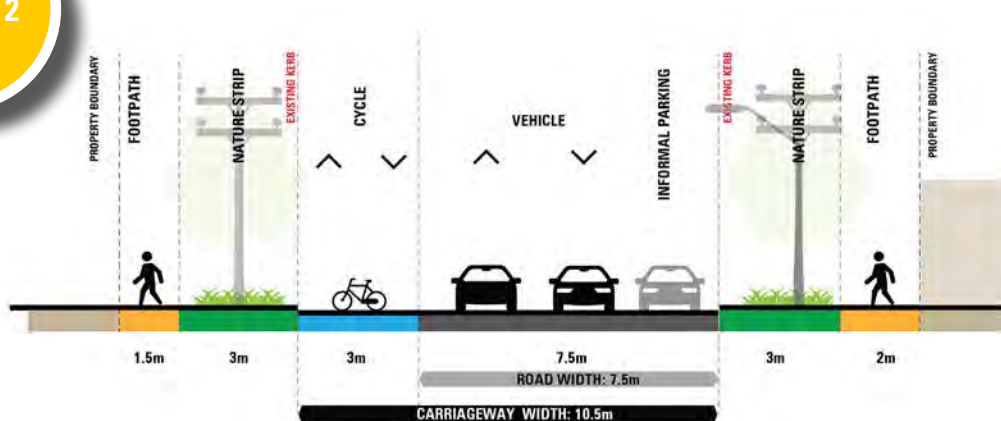 2
PROPERTY BOUNDARY
FOOTPATH
NATURE STRIP
EXISTING KERB
CYCLE
VEHICLE
INFORMAL PARKING
EXISTING KERB
NATURE STRIP
FOOTPATH
PROPERTY BOUNDARY
1.5m
3m
3m
7.5m
3m
2m
ROAD WIDTH: 7.5m
CARRIAGEWAY WIDTH: 10.5m